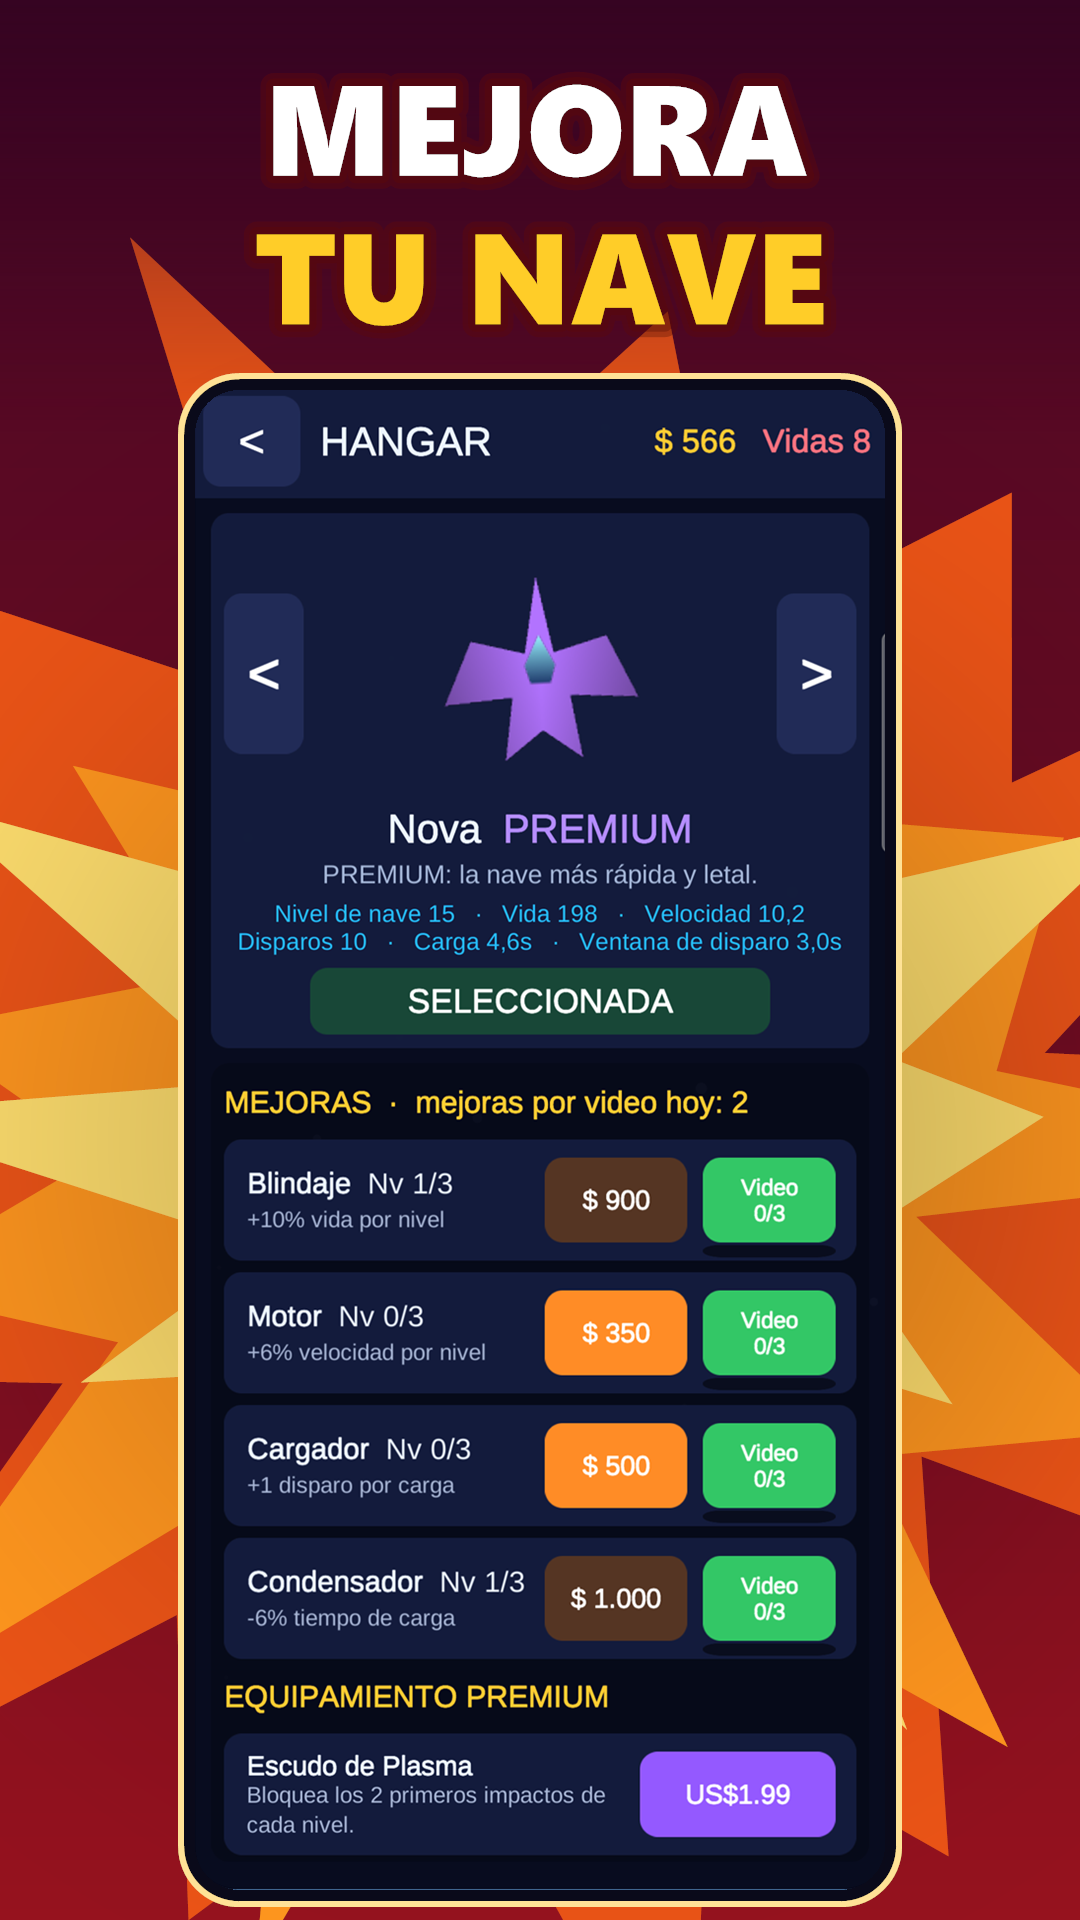 MEJORA
TU NAVE
< HANGAR $ 566 Vidas 8
< >
Nova PREMIUM
PREMIUM: la nave más rápida y letal.
Nivel de nave 15 · Vida 198 · Velocidad 10,2
Disparos 10 · Carga 4,6s · Ventana de disparo 3,0s
SELECCIONADA
MEJORAS · mejoras por video hoy: 2
Blindaje Nv 1/3
+10% vida por nivel
$ 900
Video
0/3
Motor Nv 0/3
+6% velocidad por nivel
$ 350
Video
0/3
Cargador Nv 0/3
+1 disparo por carga
$ 500
Video
0/3
Condensador Nv 1/3
-6% tiempo de carga
$ 1.000
Video
0/3
EQUIPAMIENTO PREMIUM
Escudo de Plasma
Bloquea los 2 primeros impactos de
cada nivel.
US$1.99